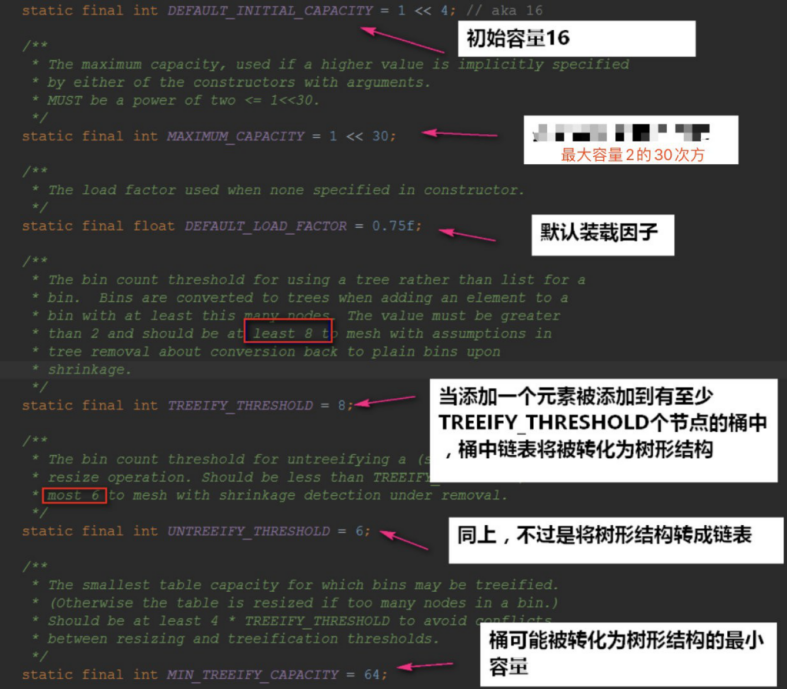 static final int DEFAULT_INITIAL_CAPACITY = 1 << 4; // aka 16
初始容量16
/**
* The maximum capacity, used if a higher value is implicitly specified
* by either of the constructors with arguments.
* MUST be a power of two <= 1<<30.
*/
static final int MAXIMUM_CAPACITY = 1 << 30;
最大容量2的30次方
/**
* The load factor used when none specified in constructor.
*/
static final float DEFAULT_LOAD_FACTOR = 0.75f;
默认装载因子
/**
* The bin count threshold for using a tree rather than list for a
* bin.  Bins are converted to trees when adding an element to a
* bin with at least this many nodes. The value must be greater
* than 2 and should be at least 8 to mesh with assumptions in
* tree removal about conversion back to plain bins upon
* shrinkage.
*/
static final int TREEIFY_THRESHOLD = 8;
当添加一个元素被添加到有至少
TREEIFY_THRESHOLD个节点的桶中
，桶中链表将被转化为树形结构
/**
* The bin count threshold for untreeifying a (s
* resize operation. Should be less than TREEIFY_
* most 6 to mesh with shrinkage detection under removal.
*/
static final int UNTREEIFY_THRESHOLD = 6;
同上，不过是将树形结构转成链表
/**
* The smallest table capacity for which bins may be treeified.
* (Otherwise the table is resized if too many nodes in a bin.)
* Should be at least 4 * TREEIFY_THRESHOLD to avoid conflicts
* between resizing and treeification thresholds.
*/
桶可能被转化为树形结构的最小
容量
static final int MIN_TREEIFY_CAPACITY = 64;